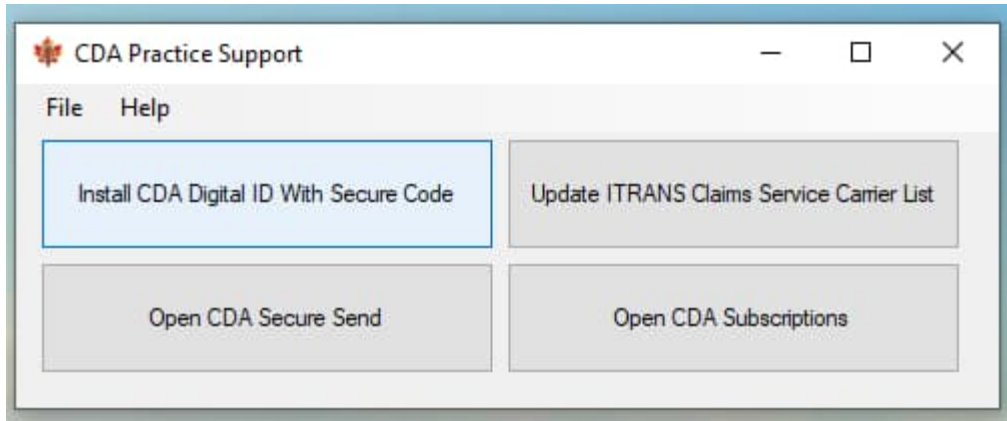 CDA Practice Support
File Help
Install CDA Digital ID With Secure Code
Update ITRANS Claims Service Carrier List
Open CDA Secure Send
Open CDA Subscriptions